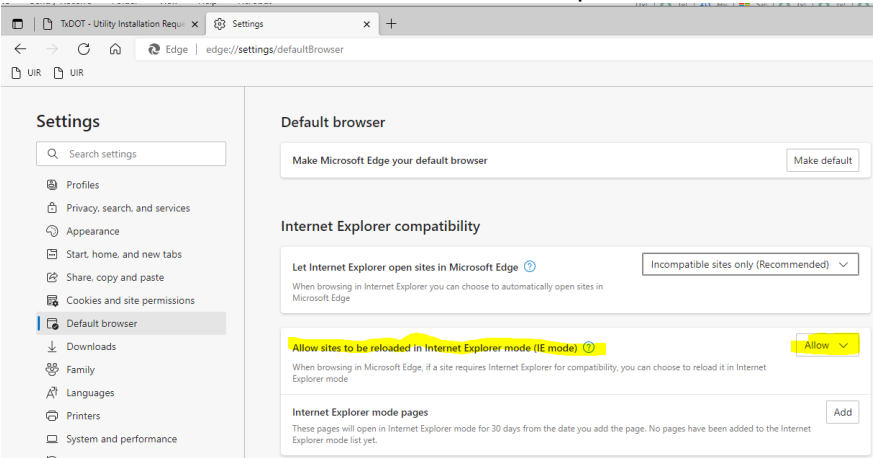 TxDOT - Utility Installation Reque
Settings
Edge | edge://settings/defaultBrowser
UIR UIR
Settings
Search settings
Profiles
Privacy, search, and services
Appearance
Start, home, and new tabs
Share, copy and paste
Cookies and site permissions
Default browser
Downloads
Family
Languages
Printers
System and performance
Default browser
Make Microsoft Edge your default browser
Make default
Internet Explorer compatibility
Let Internet Explorer open sites in Microsoft Edge
Incompatible sites only (Recommended)
When browsing in Internet Explorer you can choose to automatically open sites in
Microsoft Edge
Allow sites to be reloaded in Internet Explorer mode (IE mode)
Allow
When browsing in Microsoft Edge, if a site requires Internet Explorer for compatibility, you can choose to reload it in Internet
Explorer mode
Internet Explorer mode pages
Add
These pages will open in Internet Explorer mode for 30 days from the date you add the page. No pages have been added to the Internet
Explorer mode list yet.